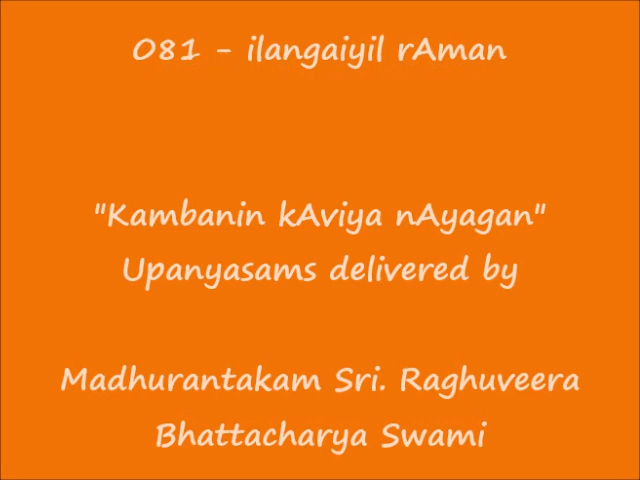 081 - ilangaiyil rAman
"Kambanin kAviya nAyagan"
Upanyasams delivered by
Madhurantakam Sri. Raghuveera
Bhattacharya Swami